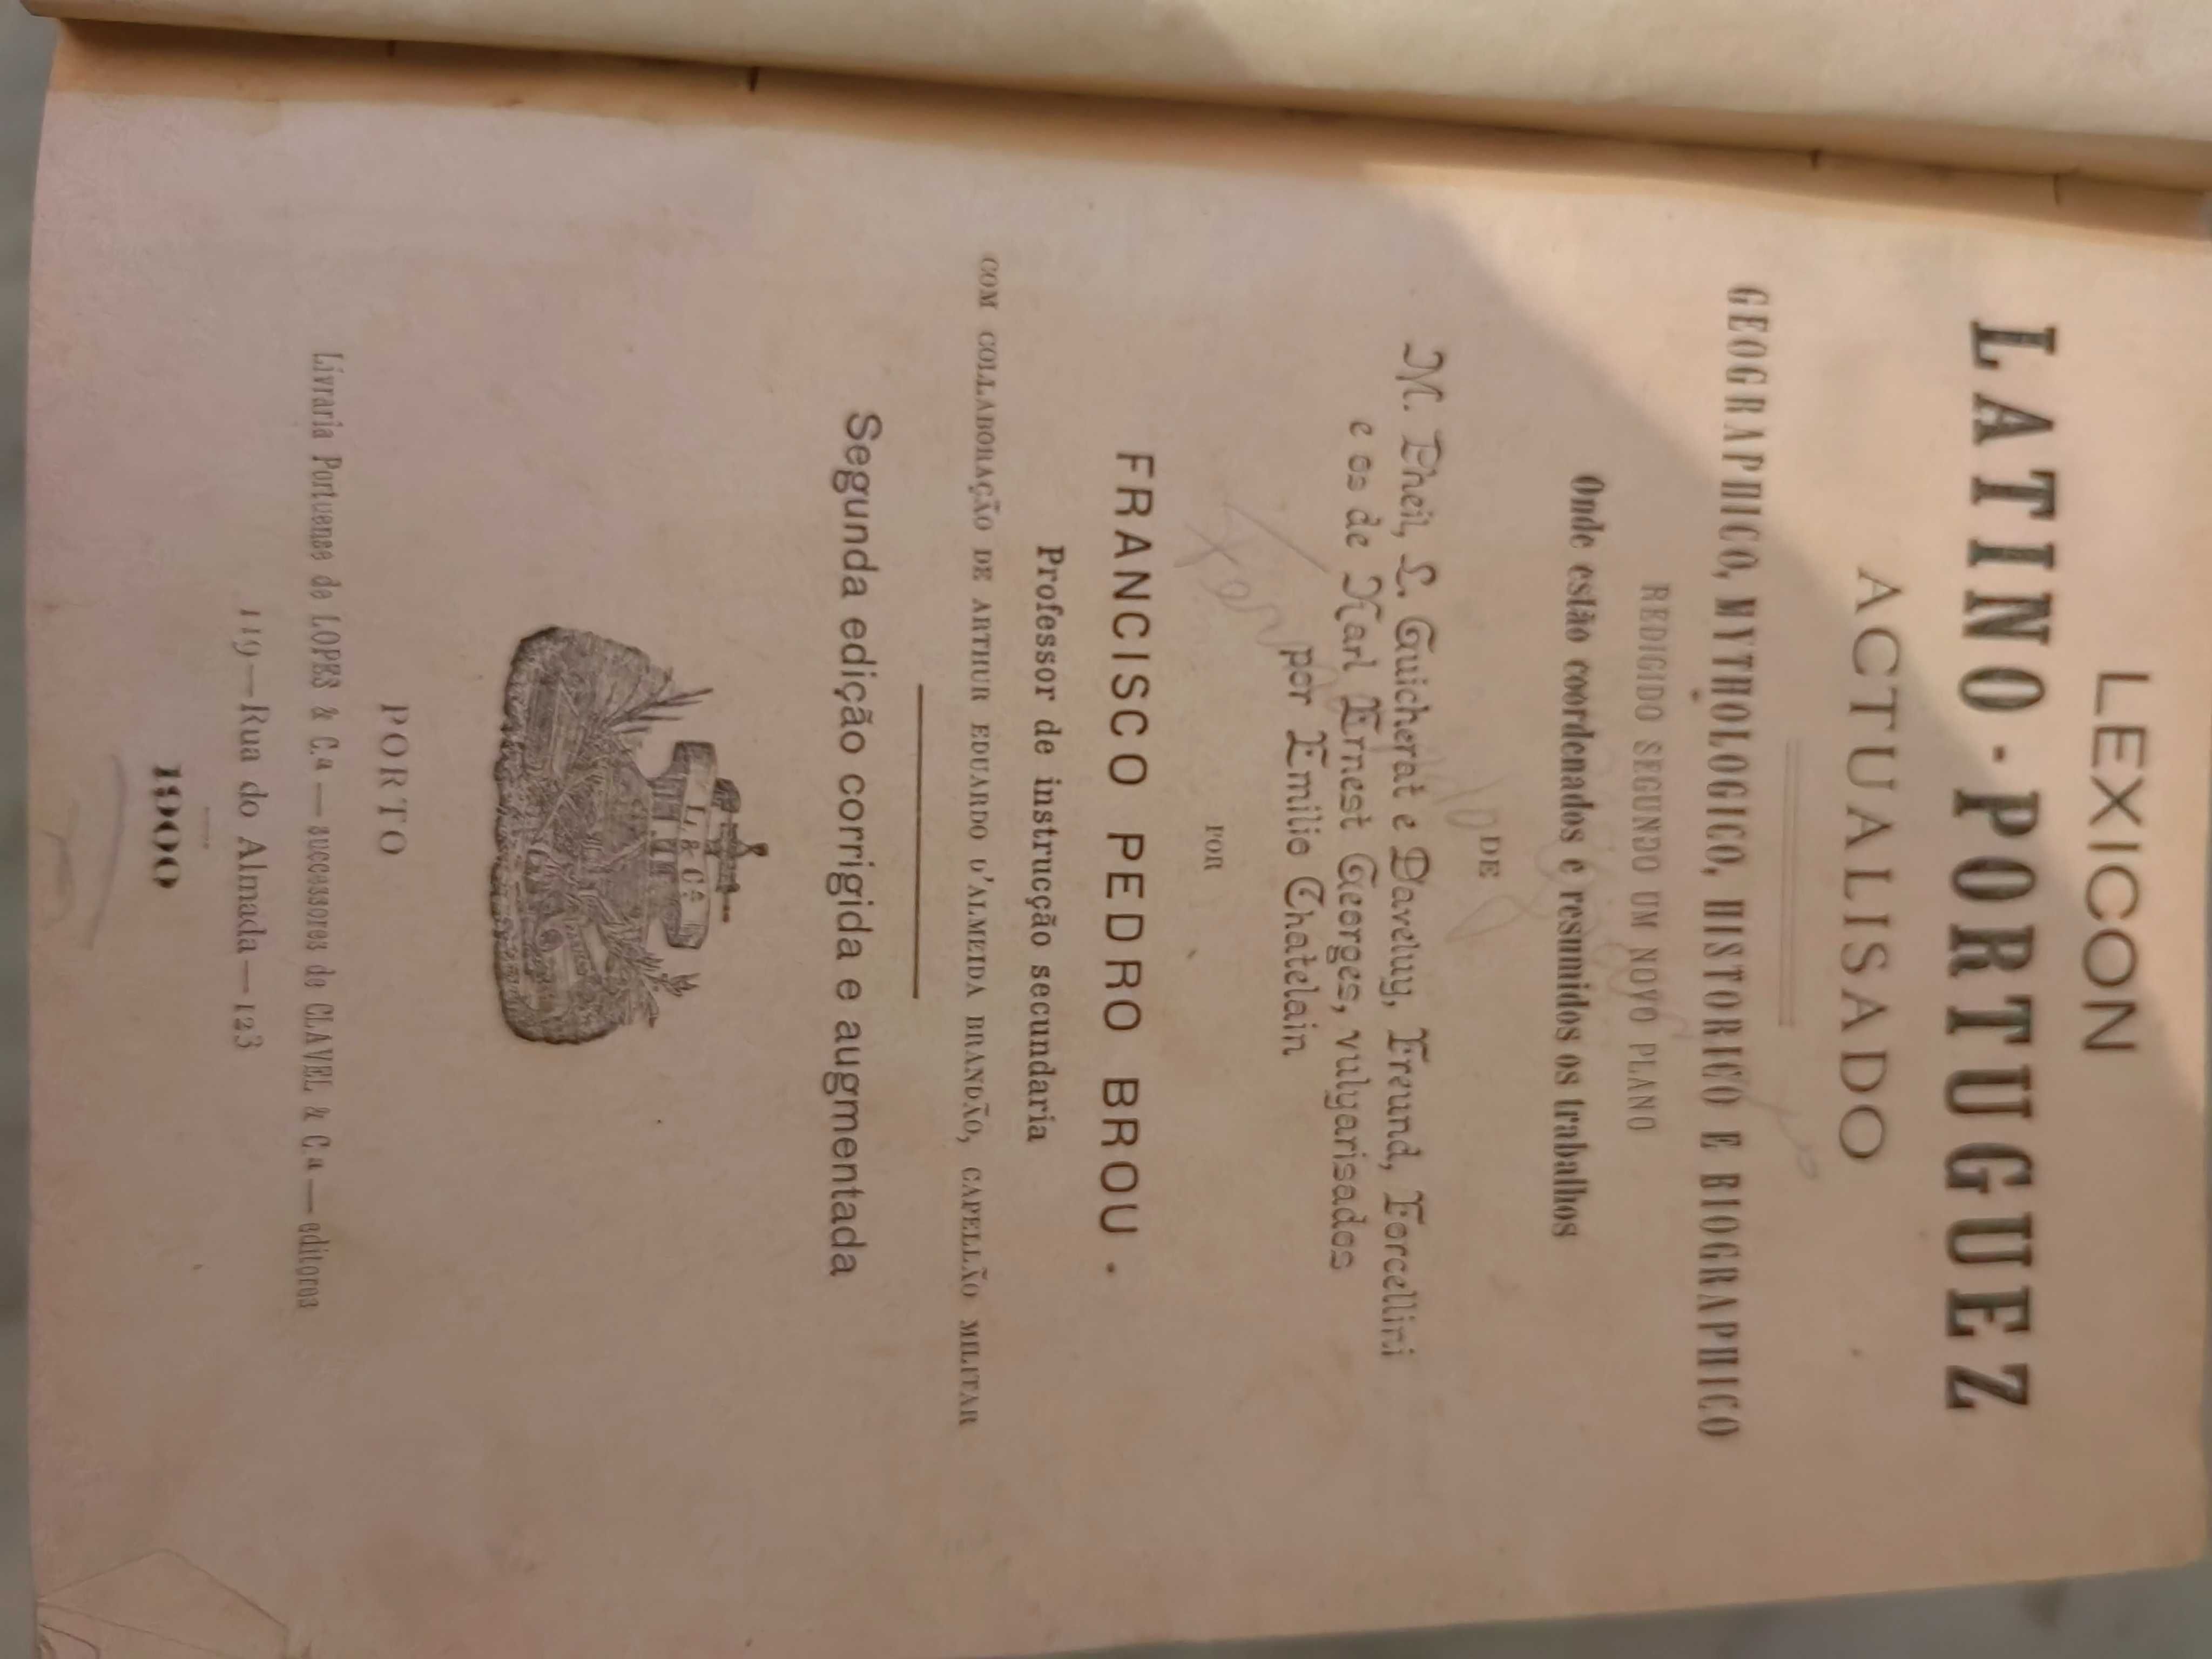 LEXICON
LATINO-PORTUGUEZ
ACTUALISADO
GEOGRAPHICO, MYTHOLOGICO, HISTORICO E BIOGRAPHICO
REDIGIDO SEGUNDO UM NOVO PLANO
Onde estão coordenados e resumidos os trabalhos
DE
M. Theil, L. Guicherat e Daveluy, Freund, Forcellini
e os de Karl Ernest Georges, vulgarisados
por Emilio Chatelain
POR
FRANCISCO PEDRO BROU.
Professor de instrucção secundaria
COM COLLABORAÇÃO DE ARTHUR EDUARDO D'ALMEIDA BRANDÃO, CAPELLÃO MILITAR
Segunda edição corrigida e augmentada
L. & C.ª
PORTO
Livraria Portuense de LOPES & C.ª — successores de CLAVEL & C.ª — editores
119—Rua do Almada—123
1900